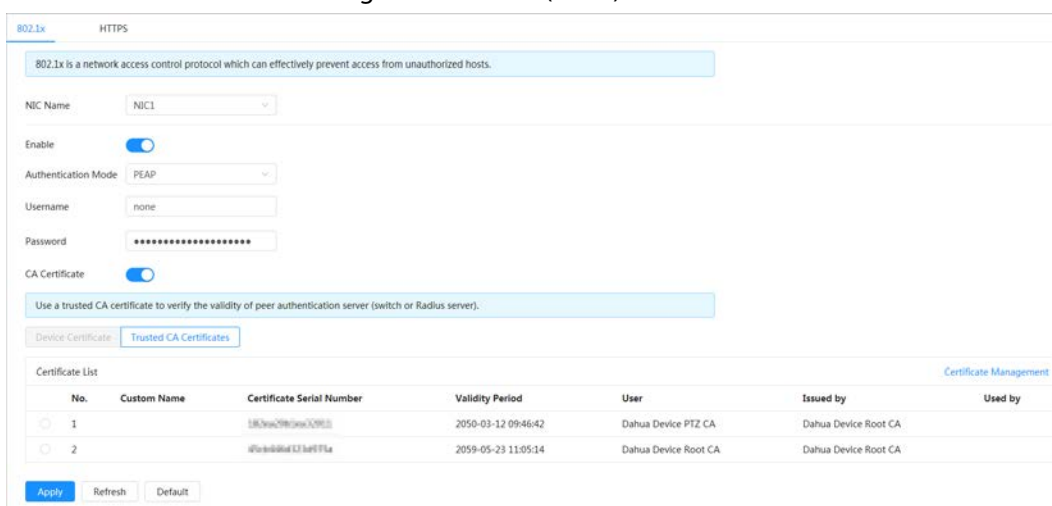 802.1x HTTPS
802.1x is a network access control protocol which can effectively prevent access from unauthorized hosts.
NIC Name NIC1
Enable
Authentication Mode PEAP
Username none
Password ••••••••••••••••••••
CA Certificate
Use a trusted CA certificate to verify the validity of peer authentication server (switch or Radius server).
Device Certificate Trusted CA Certificates
Certificate List Certificate Management
No. Custom Name Certificate Serial Number Validity Period User Issued by Used by
1 2050-03-12 09:46:42 Dahua Device PTZ CA Dahua Device Root CA
2 2059-05-23 11:05:14 Dahua Device Root CA Dahua Device Root CA
Apply Refresh Default